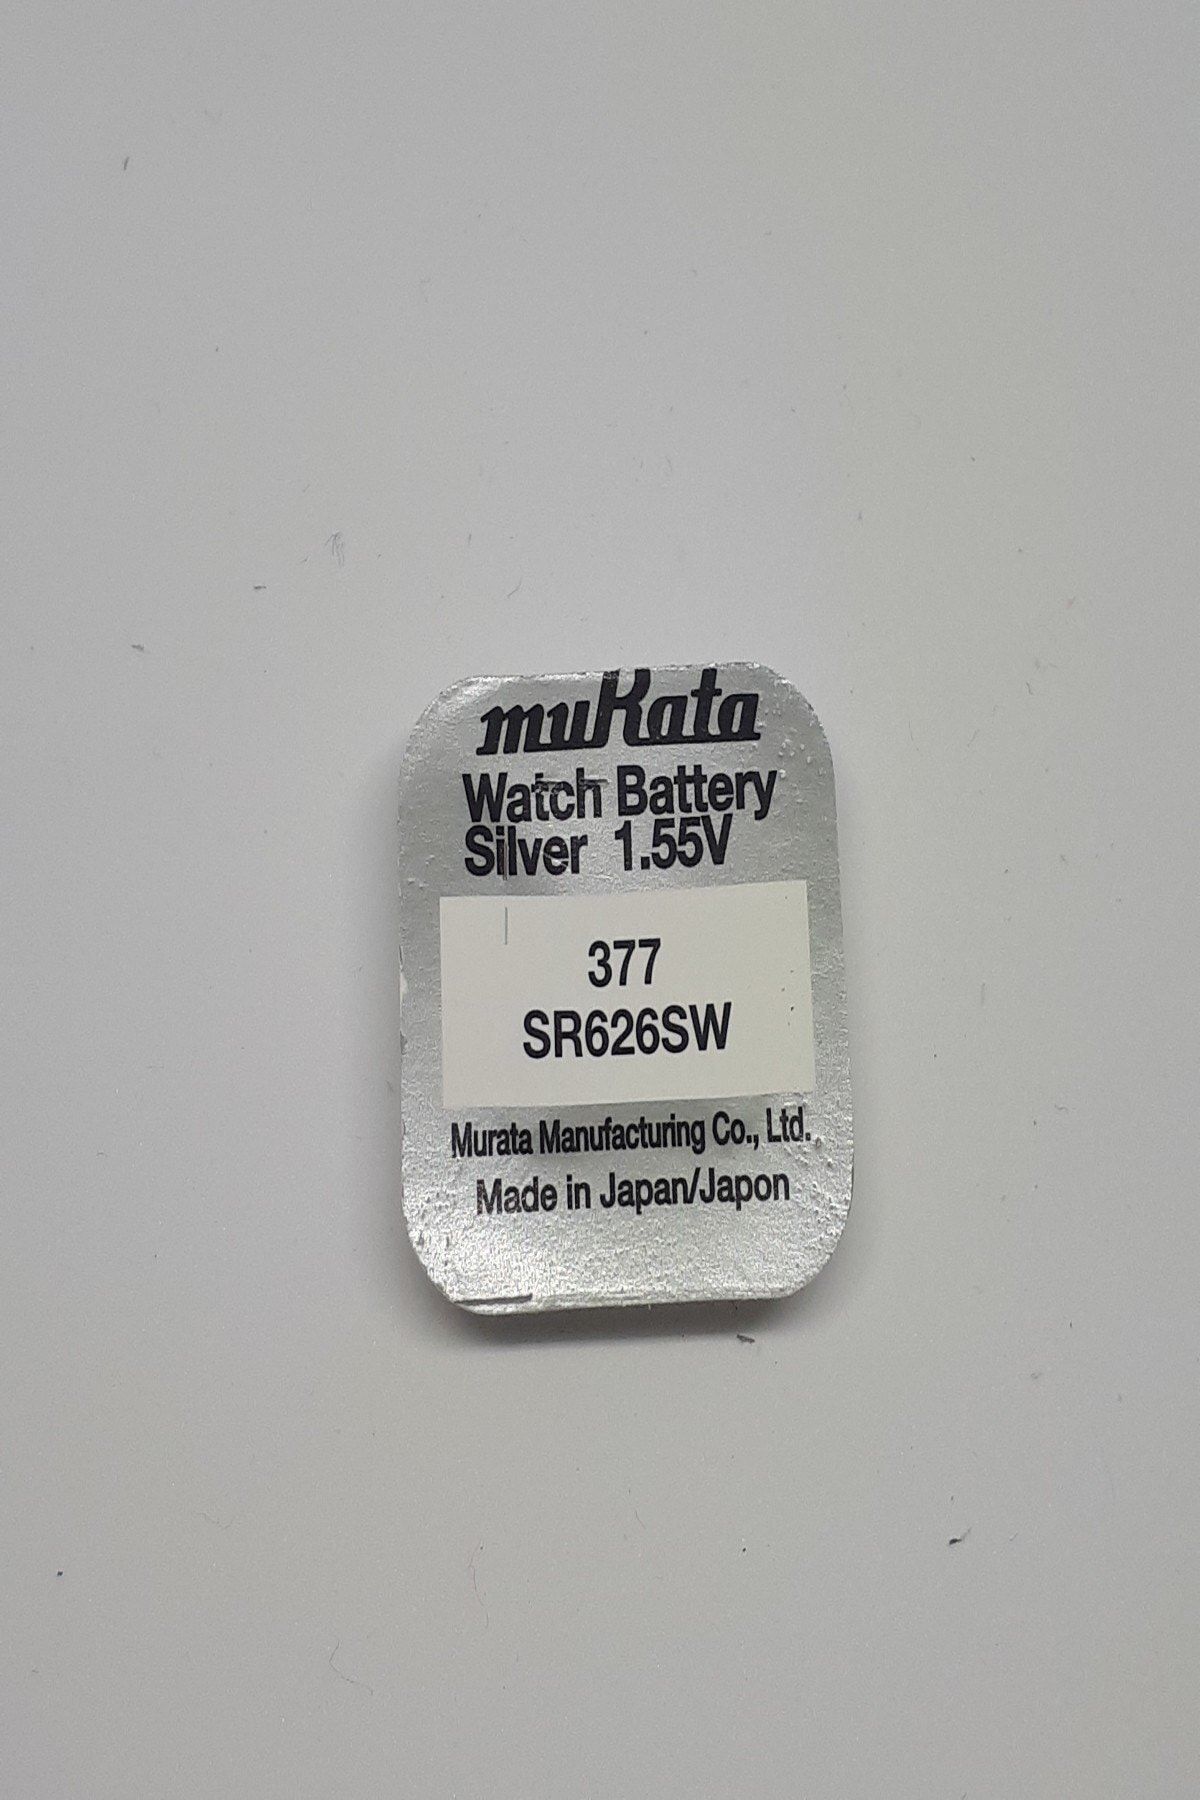 muRata
Watch Battery
Silver 1.55V
377
SR626SW
Murata Manufacturing Co., Ltd.
Made in Japan/Japon